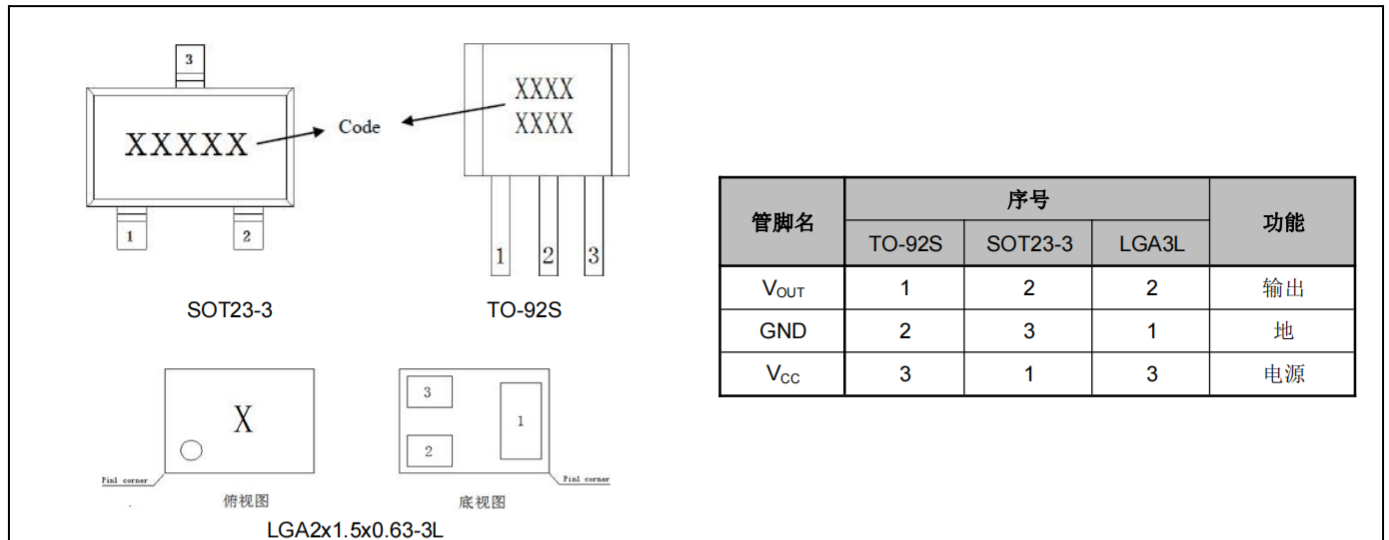 3
XXXXX
1
2
SOT23-3
Code
XXXX
XXXX
1
2
3
TO-92S
X
Pin1 corner
俯视图
3
2
1
Pin1 corner
底视图
LGA2x1.5x0.63-3L
管脚名 序号 功能
TO-92S SOT23-3 LGA3L
VOUT 1 2 2 输出
GND 2 3 1 地
VCC 3 1 3 电源